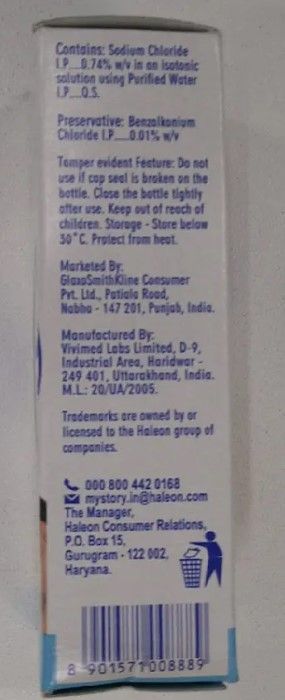 Contains: Sodium Chloride
I.P....0.74% w/v in an isotonic
solution using Purified Water
I.P....Q.S.
Preservative: Benzalkonium
Chloride I.P.....0.01% w/v
Tamper evident Feature: Do not
use if cap seal is broken on the
bottle. Close the bottle tightly
after use. Keep out of reach of
children. Storage - Store below
30°C. Protect from heat.
Marketed By:
GlaxoSmithKline Consumer
Pvt. Ltd., Patiala Road,
Nabha - 147 201, Punjab, India.
Manufactured By:
Vivimed Labs Limited, D-9,
Industrial Area, Haridwar -
249 401, Uttarakhand, India.
M.L.: 20/UA/2005.
Trademarks are owned by or
licensed to the Haleon group of
companies.
000 800 442 0168
mystory.in@haleon.com
The Manager,
Haleon Consumer Relations,
P.O. Box 15,
Gurugram - 122 002,
Haryana.
8 901571 008889